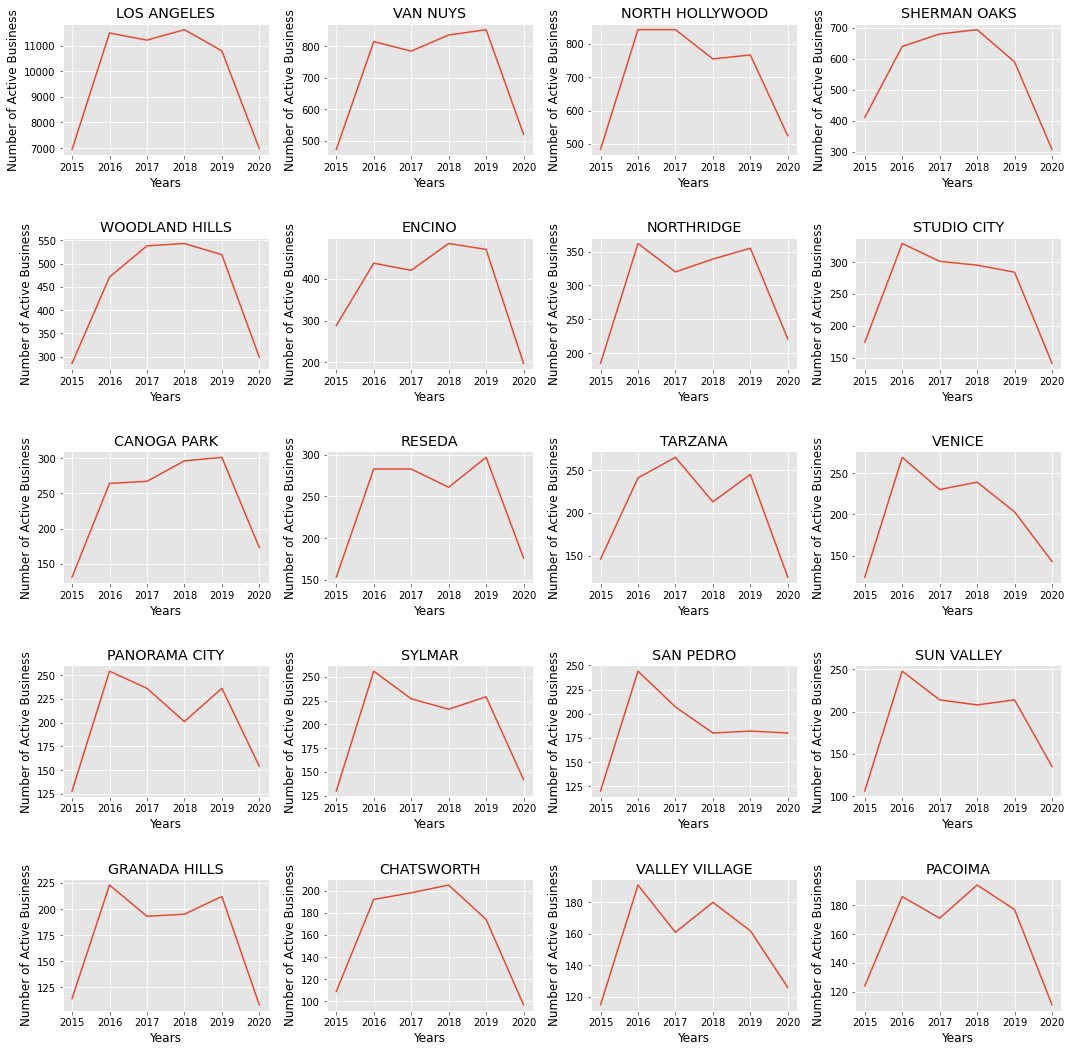 LOS ANGELES
Number of Active Business
11000
10000
9000
8000
7000
2015 2016 2017 2018 2019 2020
Years
VAN NUYS
Number of Active Business
800
700
600
500
2015 2016 2017 2018 2019 2020
Years
NORTH HOLLYWOOD
Number of Active Business
800
700
600
500
2015 2016 2017 2018 2019 2020
Years
SHERMAN OAKS
Number of Active Business
700
600
500
400
300
2015 2016 2017 2018 2019 2020
Years
WOODLAND HILLS
Number of Active Business
550
500
450
400
350
300
2015 2016 2017 2018 2019 2020
Years
ENCINO
Number of Active Business
400
300
200
2015 2016 2017 2018 2019 2020
Years
NORTHRIDGE
Number of Active Business
350
300
250
200
2015 2016 2017 2018 2019 2020
Years
STUDIO CITY
Number of Active Business
300
250
200
150
2015 2016 2017 2018 2019 2020
Years
CANOGA PARK
Number of Active Business
300
250
200
150
2015 2016 2017 2018 2019 2020
Years
RESEDA
Number of Active Business
300
250
200
150
2015 2016 2017 2018 2019 2020
Years
TARZANA
Number of Active Business
250
200
150
2015 2016 2017 2018 2019 2020
Years
VENICE
Number of Active Business
250
200
150
2015 2016 2017 2018 2019 2020
Years
PANORAMA CITY
Number of Active Business
250
225
200
175
150
125
2015 2016 2017 2018 2019 2020
Years
SYLMAR
Number of Active Business
250
225
200
175
150
125
2015 2016 2017 2018 2019 2020
Years
SAN PEDRO
Number of Active Business
250
225
200
175
150
125
2015 2016 2017 2018 2019 2020
Years
SUN VALLEY
Number of Active Business
250
200
150
100
2015 2016 2017 2018 2019 2020
Years
GRANADA HILLS
Number of Active Business
225
200
175
150
125
2015 2016 2017 2018 2019 2020
Years
CHATSWORTH
Number of Active Business
200
180
160
140
120
100
2015 2016 2017 2018 2019 2020
Years
VALLEY VILLAGE
Number of Active Business
180
160
140
120
2015 2016 2017 2018 2019 2020
Years
PACOIMA
Number of Active Business
180
160
140
120
2015 2016 2017 2018 2019 2020
Years